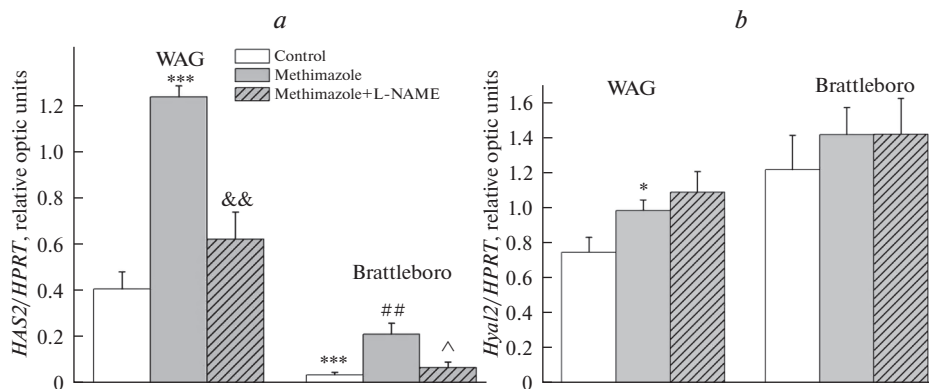 a
HAS2/HPRT, relative optic units
1.2
1.0
0.8
0.6
0.4
0.2
0
WAG
***
&&
Control
Methimazole
Methimazole+L-NAME
Brattleboro
***
##
^
b
Hyal2/HPRT, relative optic units
1.6
1.4
1.2
1.0
0.8
0.6
0.4
0.2
0
WAG
*
Brattleboro